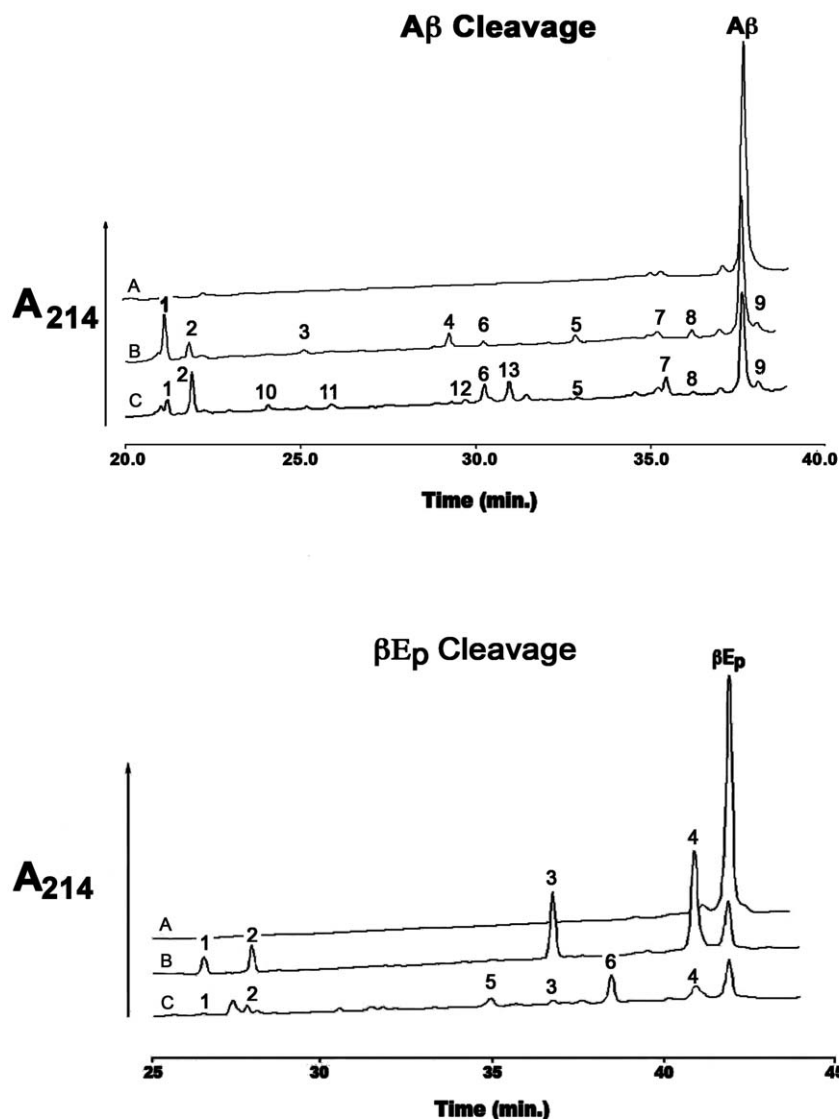 Aβ Cleavage
Aβ
A
A214
1 2 3 4 6 5 7 8 9
B
1 2 10 11 12 6 13 5 7 8 9
C
20.0 25.0 30.0 35.0 40.0
Time (min.)
βEp Cleavage
βEp
A214
A
1 2 3 4
B
1 2 5 3 6 4
C
25 30 35 40 45
Time (min.)